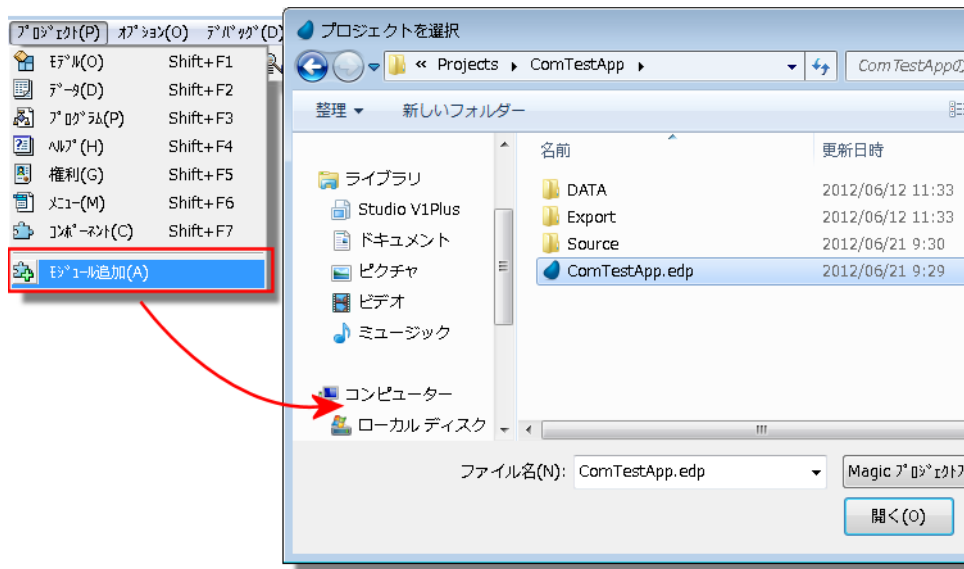 ﾌﾟﾛｼﾞｪｸﾄ(P) ｵﾌﾟｼｮﾝ(O) ﾃﾞﾊﾞｯｸﾞ(D)
ﾓﾃﾞﾙ(O) Shift+F1
ﾃﾞｰﾀ(D) Shift+F2
ﾌﾟﾛｸﾞﾗﾑ(P) Shift+F3
ﾍﾙﾌﾟ(H) Shift+F4
権利(G) Shift+F5
ﾒﾆｭｰ(M) Shift+F6
ｺﾝﾎﾟｰﾈﾝﾄ(C) Shift+F7
ﾓｼﾞｭｰﾙ追加(A)
プロジェクトを選択
« Projects ▸ ComTestApp ▸ ComTestAppの
整理 ▼ 新しいフォルダー
名前 更新日時
ライブラリ
Studio V1Plus
ドキュメント
ピクチャ
ビデオ
ミュージック
コンピューター
ローカル ディスク
DATA 2012/06/12 11:33
Export 2012/06/12 11:33
Source 2012/06/21 9:30
ComTestApp.edp 2012/06/21 9:29
ファイル名(N): ComTestApp.edp Magic ﾌﾟﾛｼﾞｪｸﾄﾌ
開く(O)